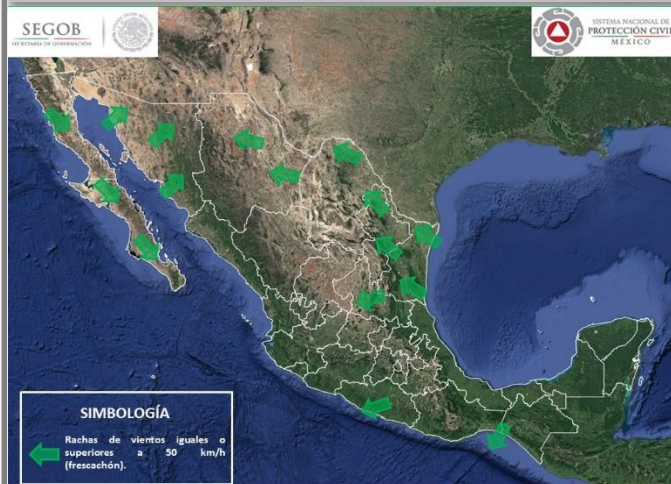 SEGOB
SECRETARÍA DE GOBERNACIÓN
SISTEMA NACIONAL DE
PROTECCIÓN CIVIL
MÉXICO
SIMBOLOGÍA
Rachas de vientos iguales o
superiores a 50 km/h
(frescachón).